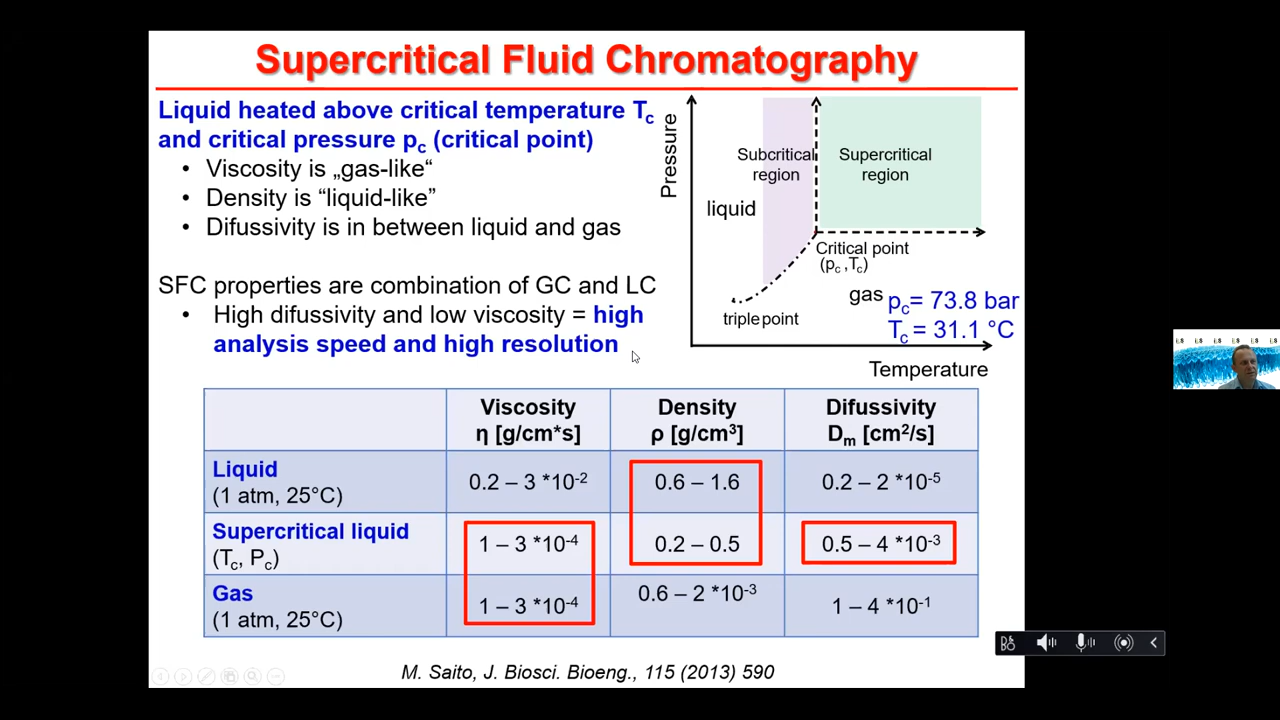 Supercritical Fluid Chromatography
Liquid heated above critical temperature Tc
and critical pressure pc (critical point)
• Viscosity is „gas-like“
• Density is “liquid-like”
• Difussivity is in between liquid and gas
SFC properties are combination of GC and LC
• High difussivity and low viscosity = high
analysis speed and high resolution
Pressure
Subcritical
region
Supercritical
region
liquid
Critical point
(pc ,Tc)
gas
pc= 73.8 bar
Tc = 31.1 °C
triple point
Temperature
Viscosity
η [g/cm*s]
Density
ρ [g/cm³]
Difussivity
Dm [cm²/s]
Liquid
(1 atm, 25°C)
0.2 – 3 *10⁻²
0.6 – 1.6
0.2 – 2 *10⁻⁵
Supercritical liquid
(Tc, Pc)
1 – 3 *10⁻⁴
0.2 – 0.5
0.5 – 4 *10⁻³
Gas
(1 atm, 25°C)
1 – 3 *10⁻⁴
0.6 – 2 *10⁻³
1 – 4 *10⁻¹
M. Saito, J. Biosci. Bioeng., 115 (2013) 590